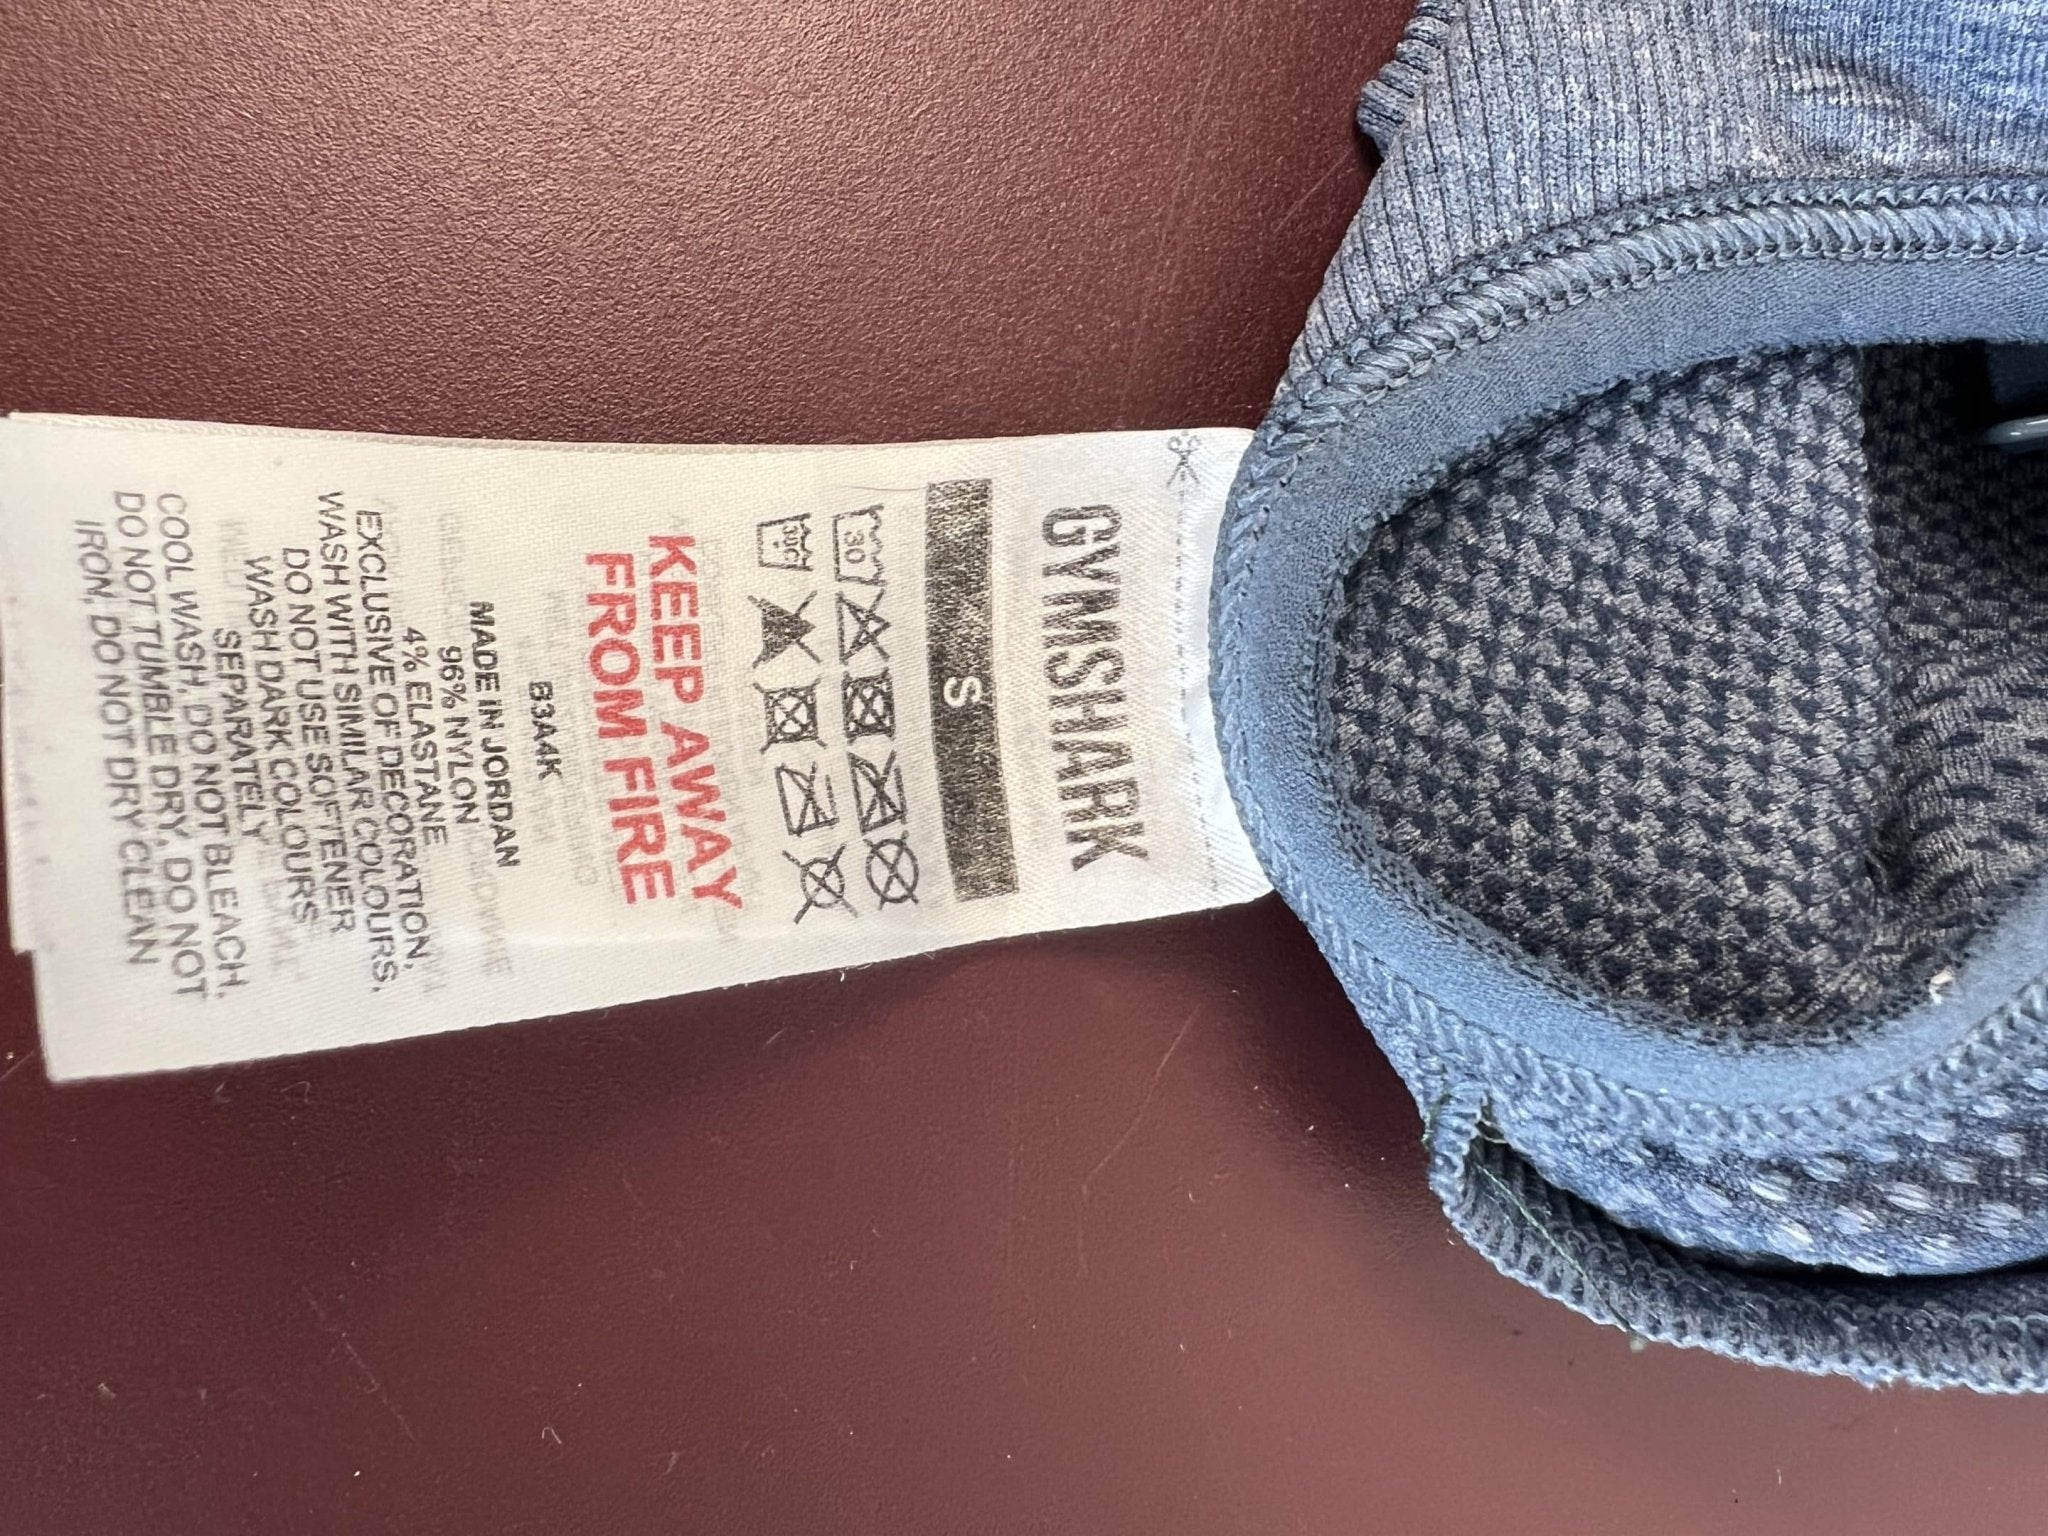 GYMSHARK
S
30
30°C
KEEP AWAY
FROM FIRE
B3A4K
MADE IN JORDAN
96% NYLON
4% ELASTANE
EXCLUSIVE OF DECORATION,
WASH WITH SIMILAR COLOURS,
DO NOT USE SOFTENER
WASH DARK COLOURS
SEPARATELY
COOL WASH, DO NOT BLEACH,
DO NOT TUMBLE DRY, DO NOT
IRON, DO NOT DRY CLEAN